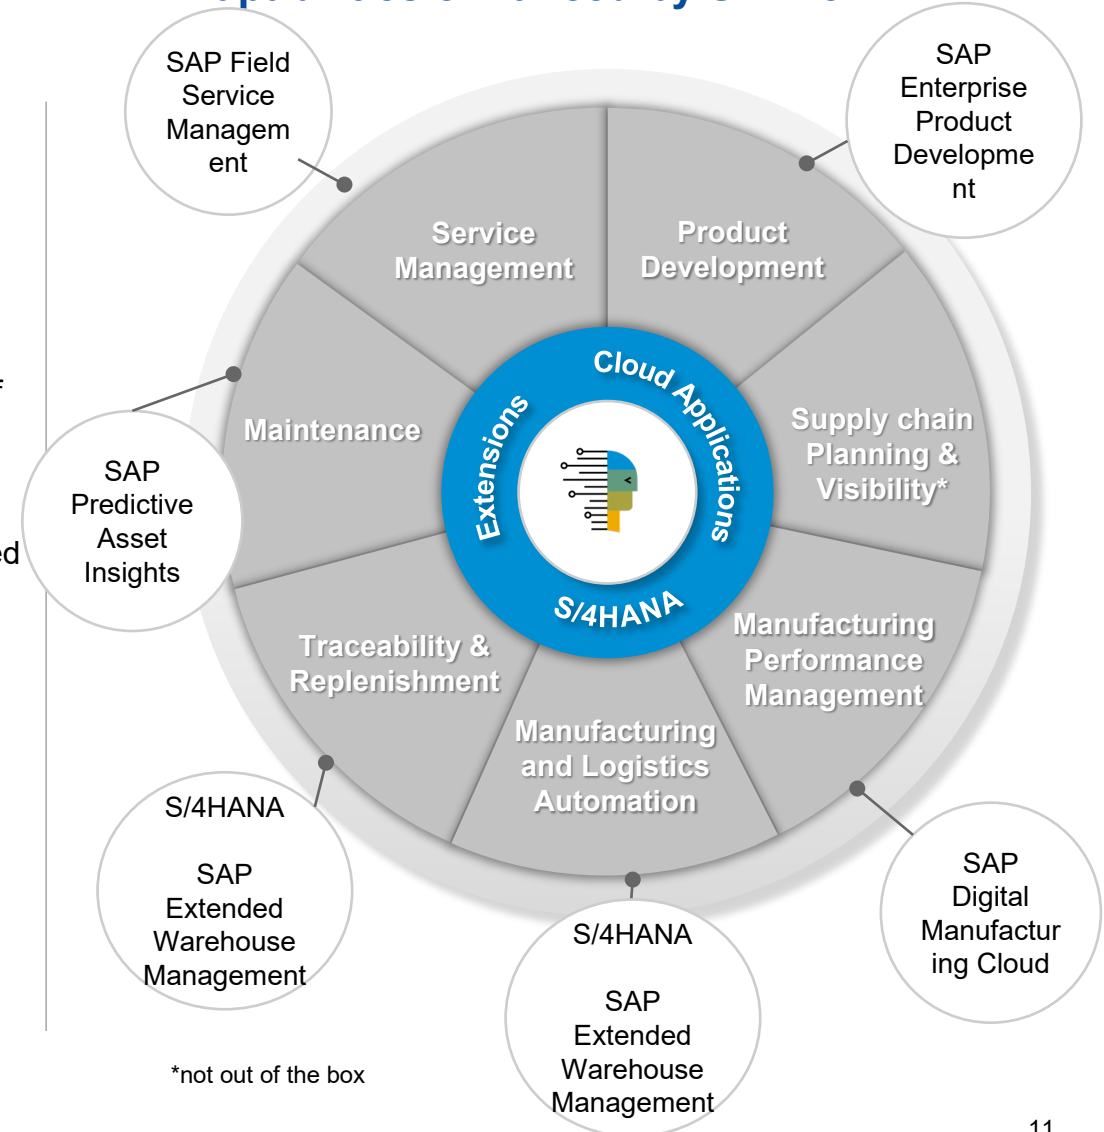 SAP Field
Service
Managem
ent
SAP
Enterprise
Product
Developme
nt
Service
Management
Product
Development
Cloud Applications
Extensions
S/4HANA
Maintenance
Supply chain
Planning &
Visibility*
SAP
Predictive
Asset
Insights
ed
Traceability &
Replenishment
Manufacturing
Performance
Management
Manufacturing
and Logistics
Automation
S/4HANA
SAP
Extended
Warehouse
Management
S/4HANA
SAP
Extended
Warehouse
Management
SAP
Digital
Manufactur
ing Cloud
*not out of the box
11